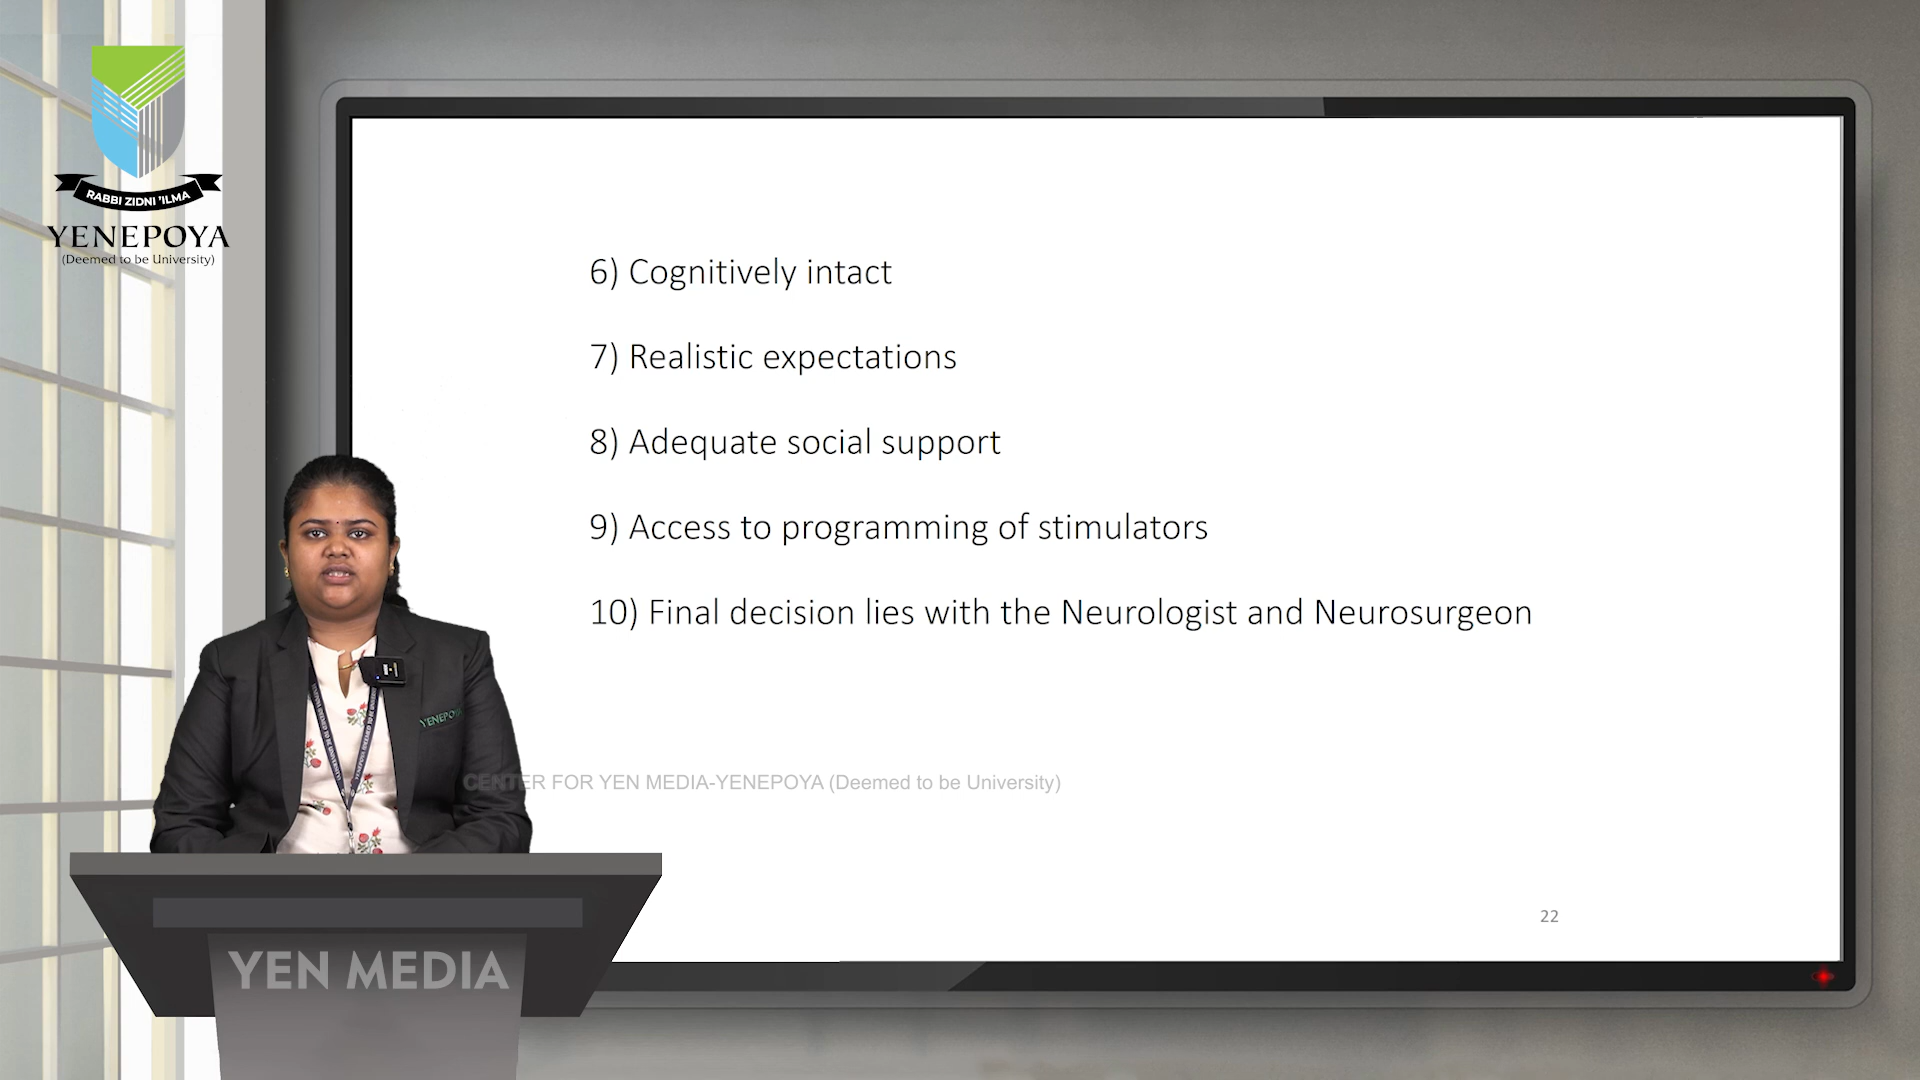 RABBI ZIDNI 'ILMA
YENEPOYA
(Deemed to be University)
6) Cognitively intact
7) Realistic expectations
8) Adequate social support
9) Access to programming of stimulators
10) Final decision lies with the Neurologist and Neurosurgeon
YENEPOYA
CENTER FOR YEN MEDIA-YENEPOYA (Deemed to be University)
22
YEN MEDIA